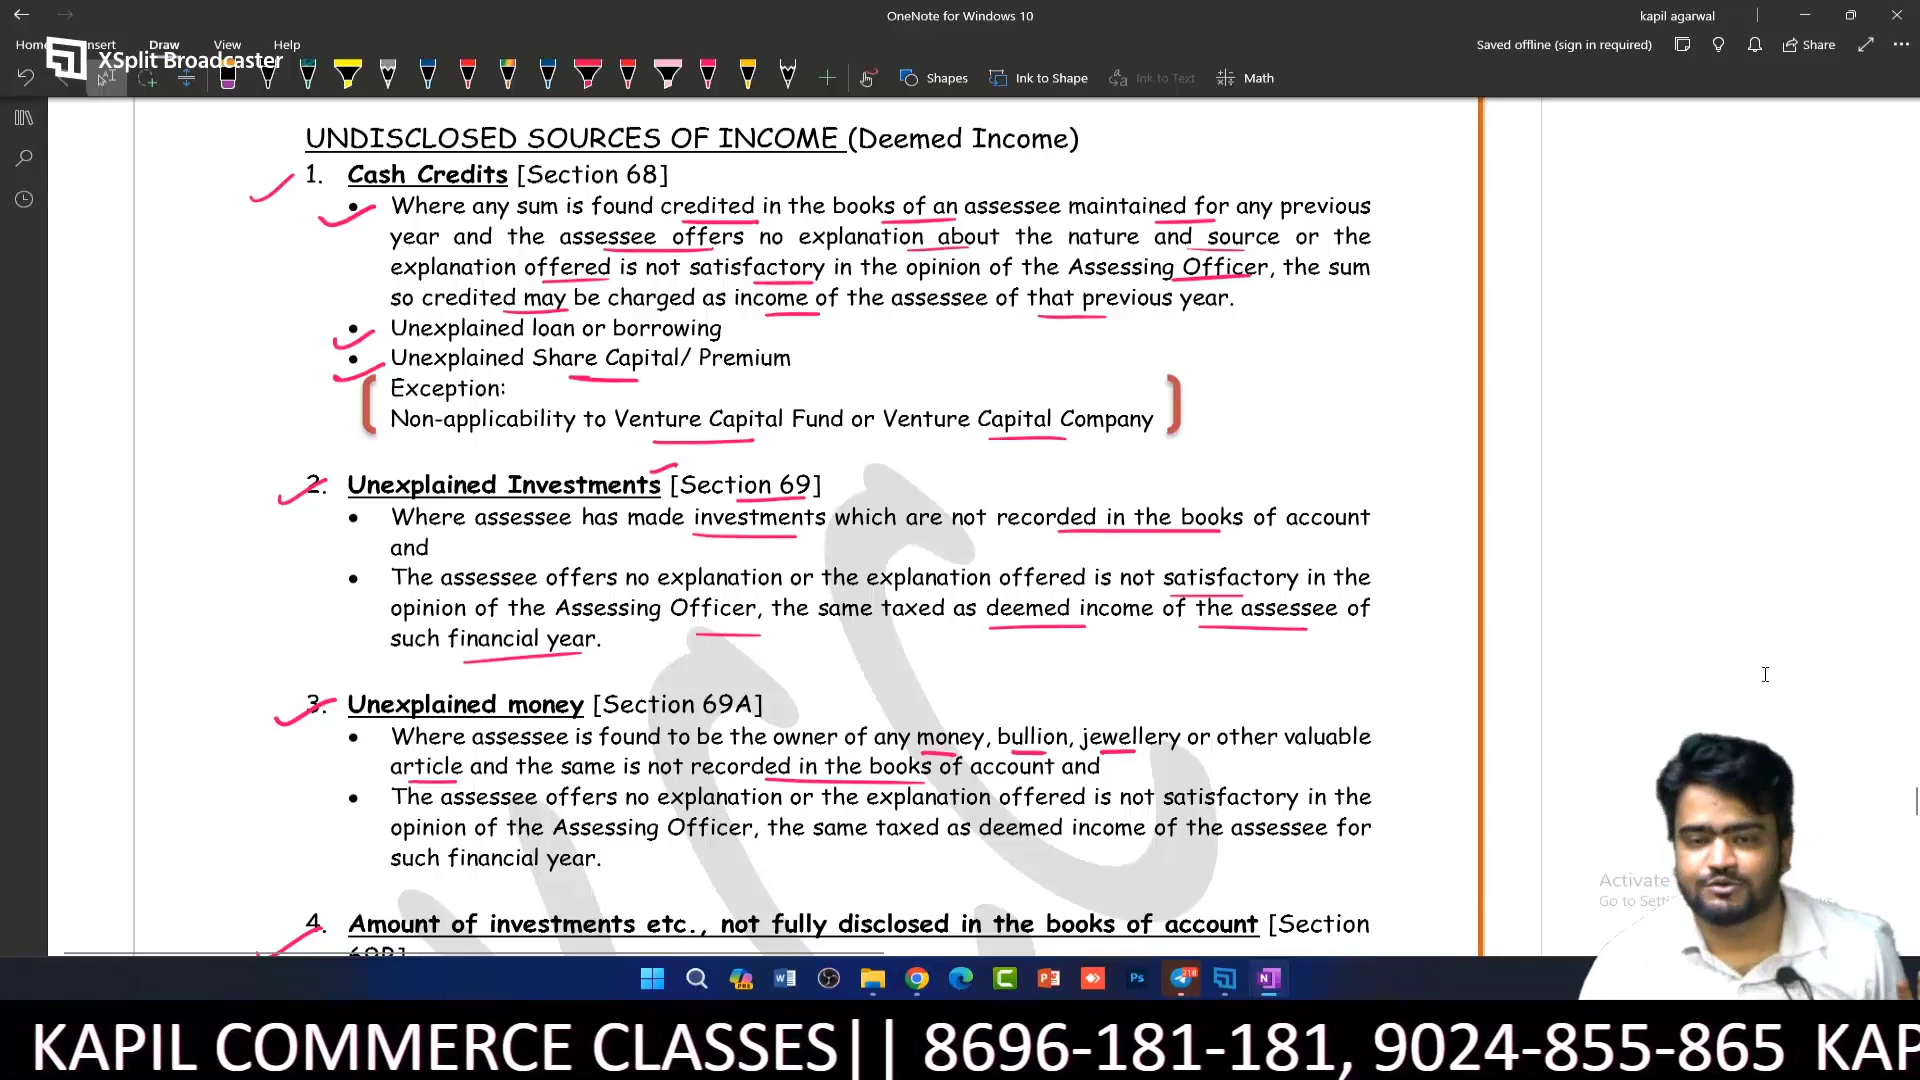 OneNote for Windows 10
kapil agarwal
Home Insert Draw View Help
XSplit Broadcaster
Saved offline (sign in required)
Share
Shapes Ink to Shape Ink to Text Math
UNDISCLOSED SOURCES OF INCOME (Deemed Income)
1. Cash Credits [Section 68]
• Where any sum is found credited in the books of an assessee maintained for any previous
year and the assessee offers no explanation about the nature and source or the
explanation offered is not satisfactory in the opinion of the Assessing Officer, the sum
so credited may be charged as income of the assessee of that previous year.
• Unexplained loan or borrowing
• Unexplained Share Capital/ Premium
Exception:
Non-applicability to Venture Capital Fund or Venture Capital Company
2. Unexplained Investments [Section 69]
• Where assessee has made investments which are not recorded in the books of account
and
• The assessee offers no explanation or the explanation offered is not satisfactory in the
opinion of the Assessing Officer, the same taxed as deemed income of the assessee of
such financial year.
3. Unexplained money [Section 69A]
• Where assessee is found to be the owner of any money, bullion, jewellery or other valuable
article and the same is not recorded in the books of account and
• The assessee offers no explanation or the explanation offered is not satisfactory in the
opinion of the Assessing Officer, the same taxed as deemed income of the assessee for
such financial year.
4. Amount of investments etc., not fully disclosed in the books of account [Section
69B]
Activate
Go to Setti
KAPIL COMMERCE CLASSES|| 8696-181-181, 9024-855-865 KAP